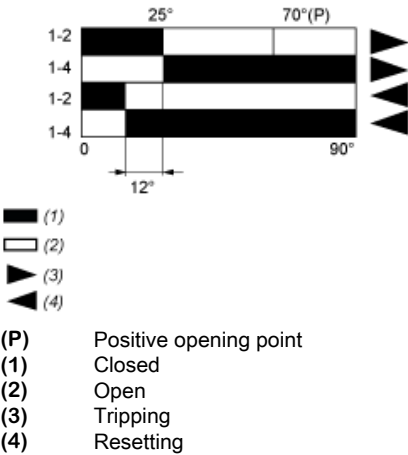 25° 70°(P)
1-2
1-4
1-2
1-4
0 90°
12°
(1)
(2)
(3)
(4)
(P) Positive opening point
(1) Closed
(2) Open
(3) Tripping
(4) Resetting